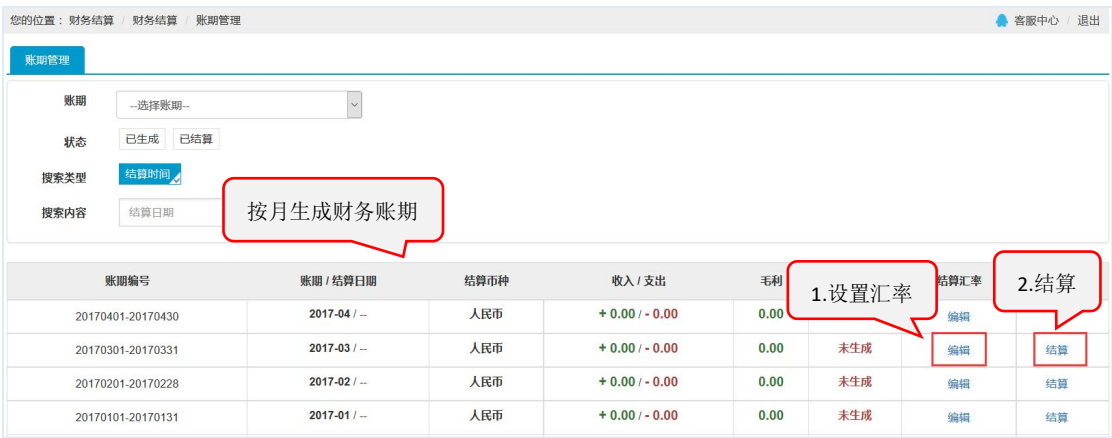 您的位置： 财务结算 / 财务结算 / 账期管理 客服中心 / 退出
账期管理
账期 --选择账期--
状态 已生成 已结算
搜索类型 结算时间
搜索内容 结算日期
按月生成财务账期
账期编号 账期 / 结算日期 结算币种 收入 / 支出 毛利 结算汇率
1.设置汇率
2.结算
20170401-20170430 2017-04 / -- 人民币 + 0.00 / - 0.00 0.00 编辑
20170301-20170331 2017-03 / -- 人民币 + 0.00 / - 0.00 0.00 未生成 编辑 结算
20170201-20170228 2017-02 / -- 人民币 + 0.00 / - 0.00 0.00 未生成 编辑 结算
20170101-20170131 2017-01 / -- 人民币 + 0.00 / - 0.00 0.00 未生成 编辑 结算